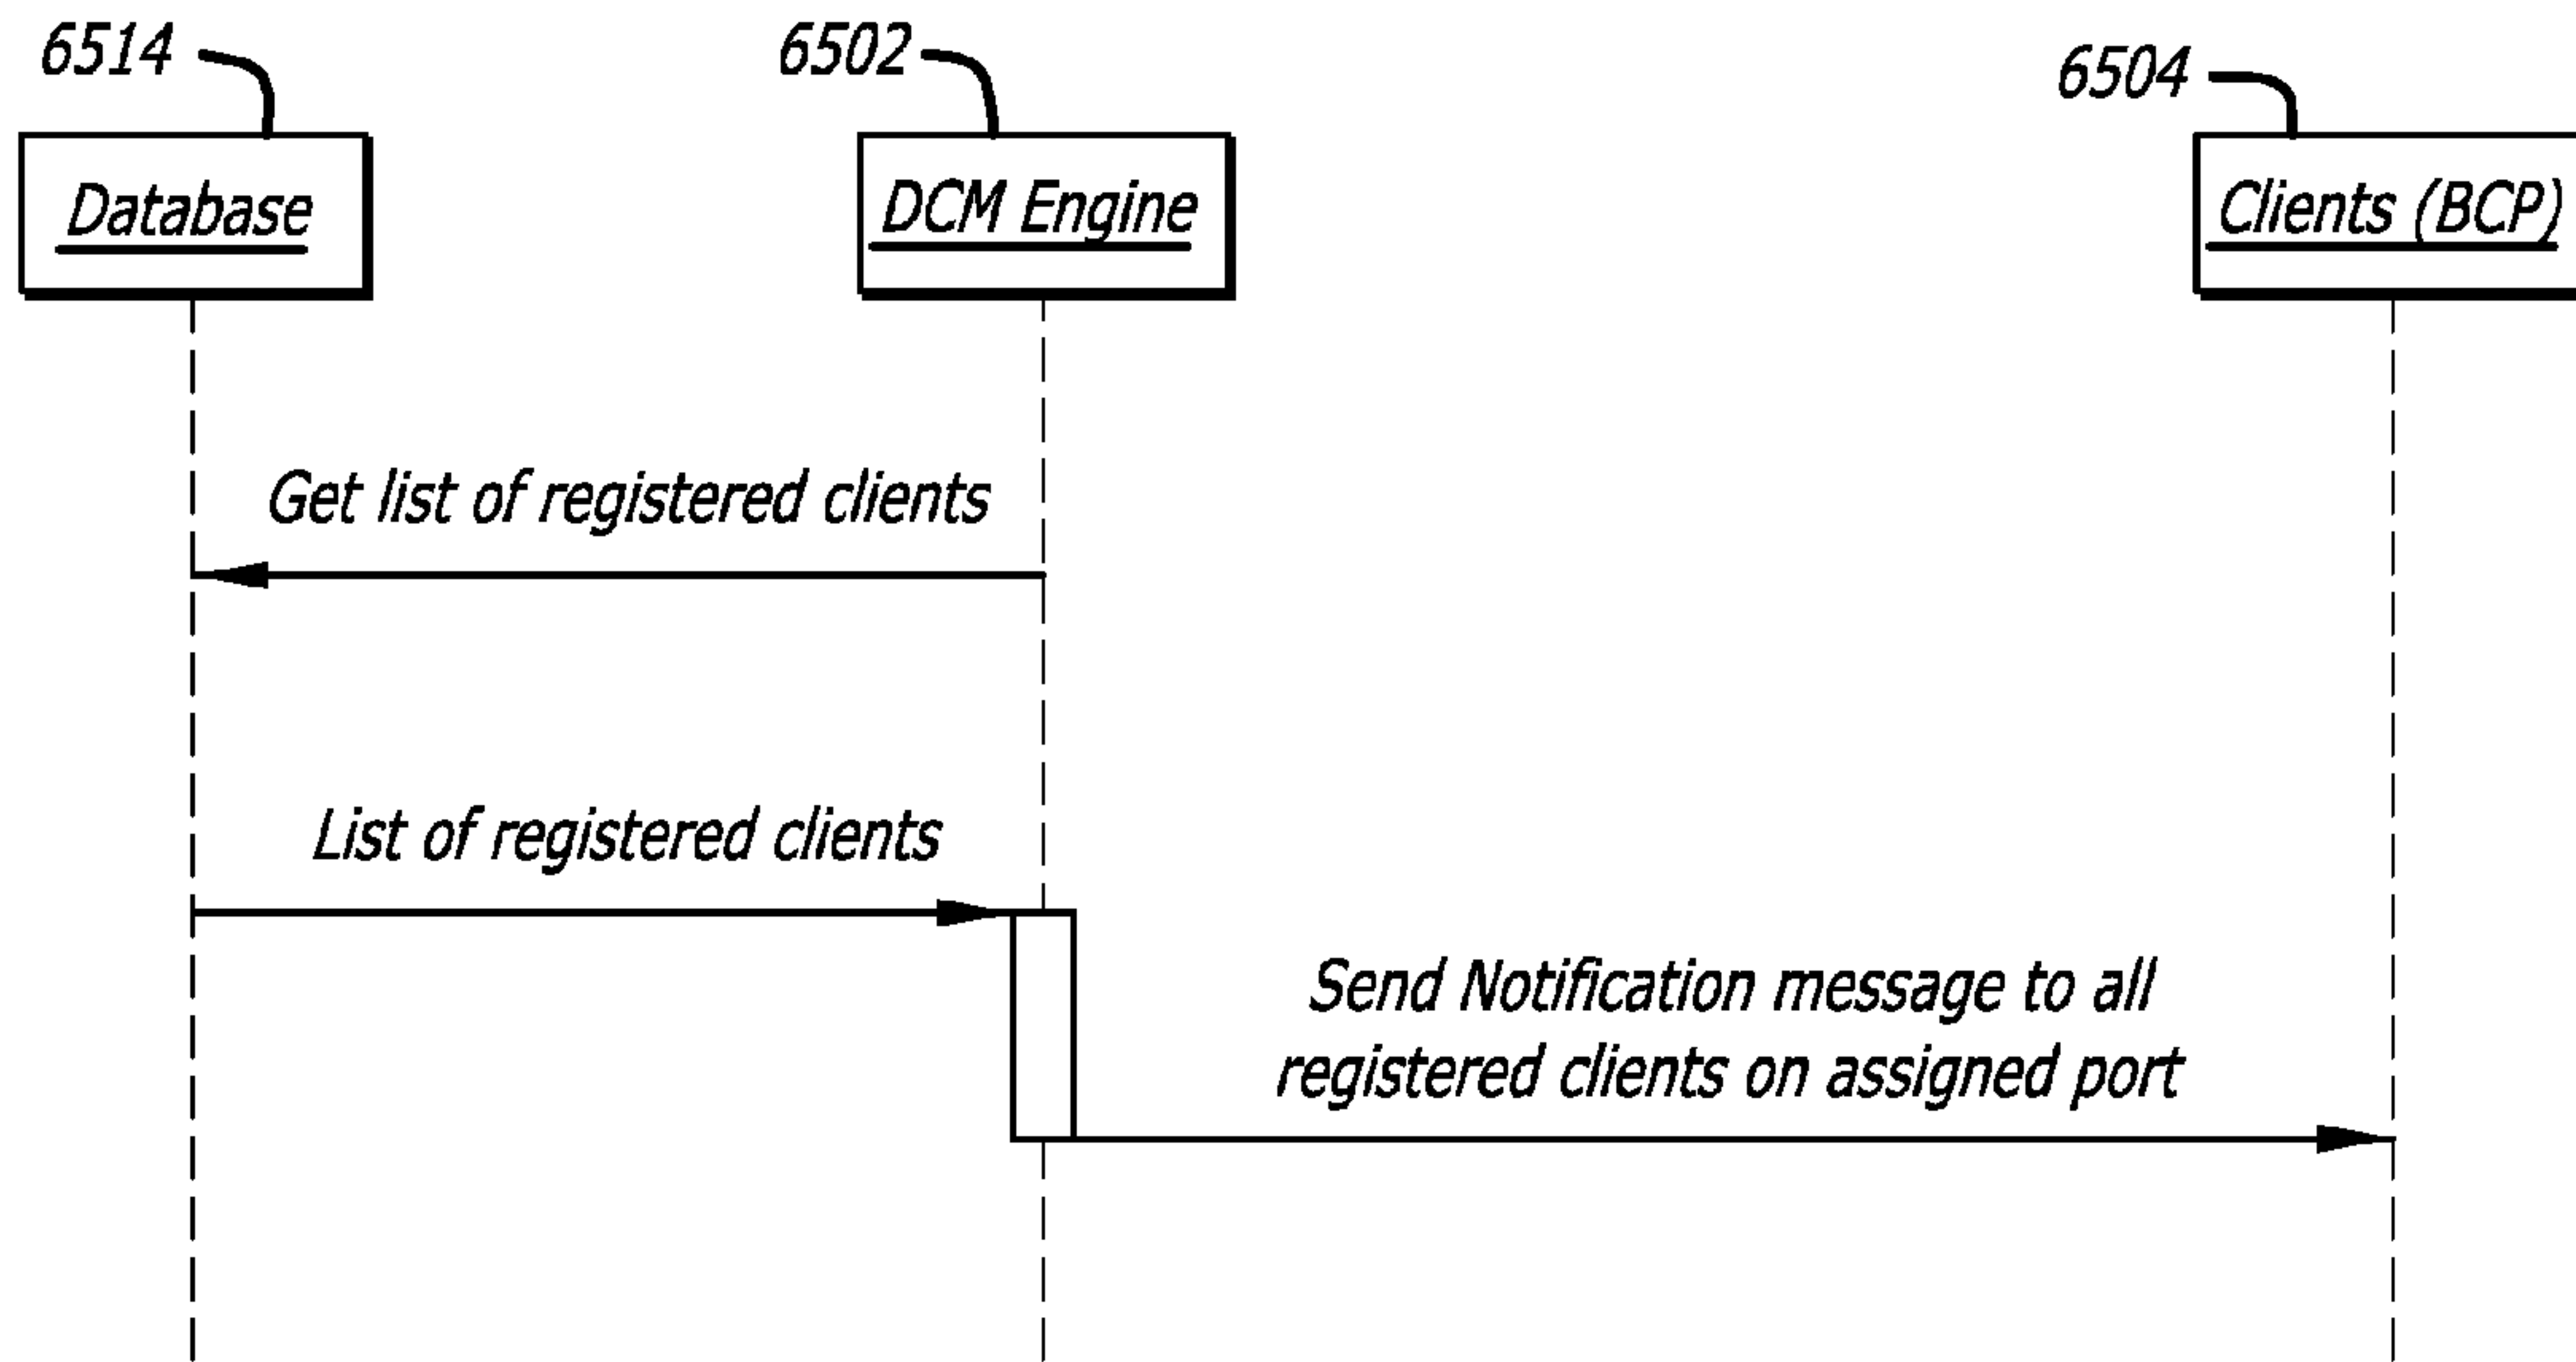 6514
6502
6504
Database
DCM Engine
Clients (BCP)
Get list of registered clients
List of registered clients
Send Notification message to all
registered clients on assigned port